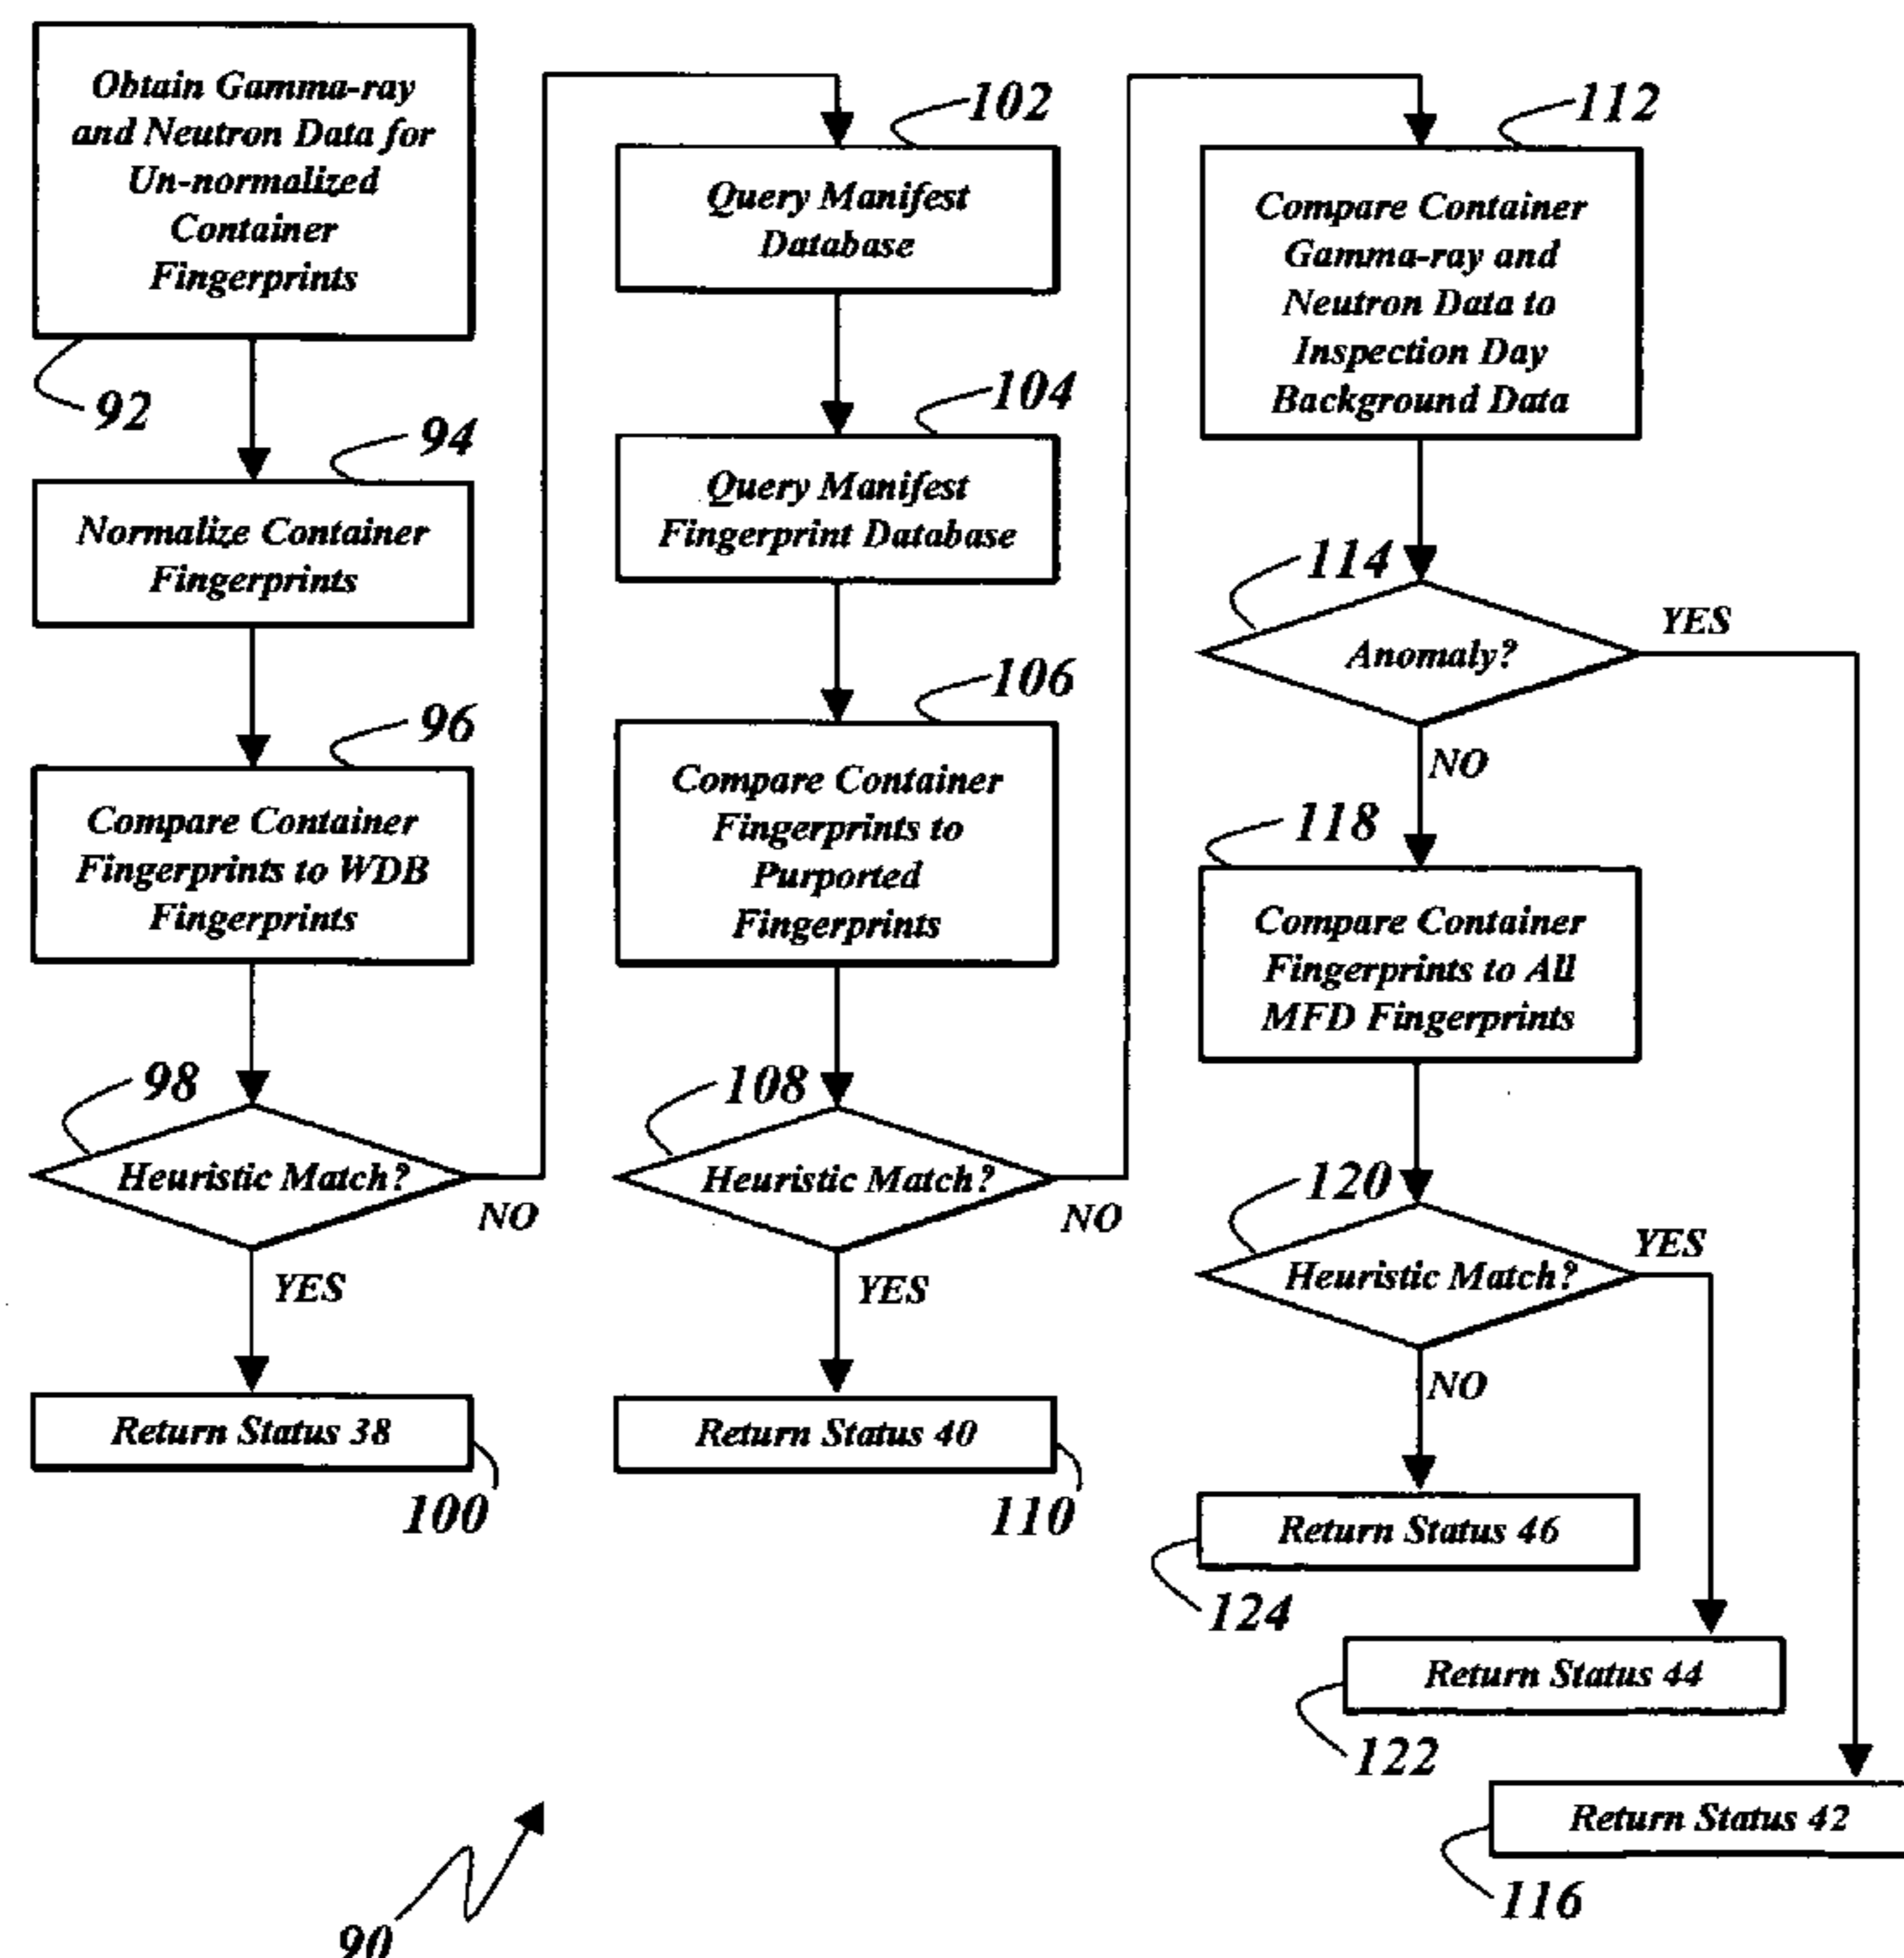 Obtain Gamma-ray
and Neutron Data for
Un-normalized
Container
Fingerprints
92
94
Normalize Container
Fingerprints
96
Compare Container
Fingerprints to WDB
Fingerprints
98
Heuristic Match?
NO
YES
Return Status 38
100
102
Query Manifest
Database
104
Query Manifest
Fingerprint Database
106
Compare Container
Fingerprints to
Purported
Fingerprints
108
Heuristic Match?
NO
YES
Return Status 40
110
112
Compare Container
Gamma-ray and
Neutron Data to
Inspection Day
Background Data
114
Anomaly?
YES
NO
118
Compare Container
Fingerprints to All
MFD Fingerprints
120
Heuristic Match?
YES
NO
Return Status 46
124
Return Status 44
122
Return Status 42
116
90